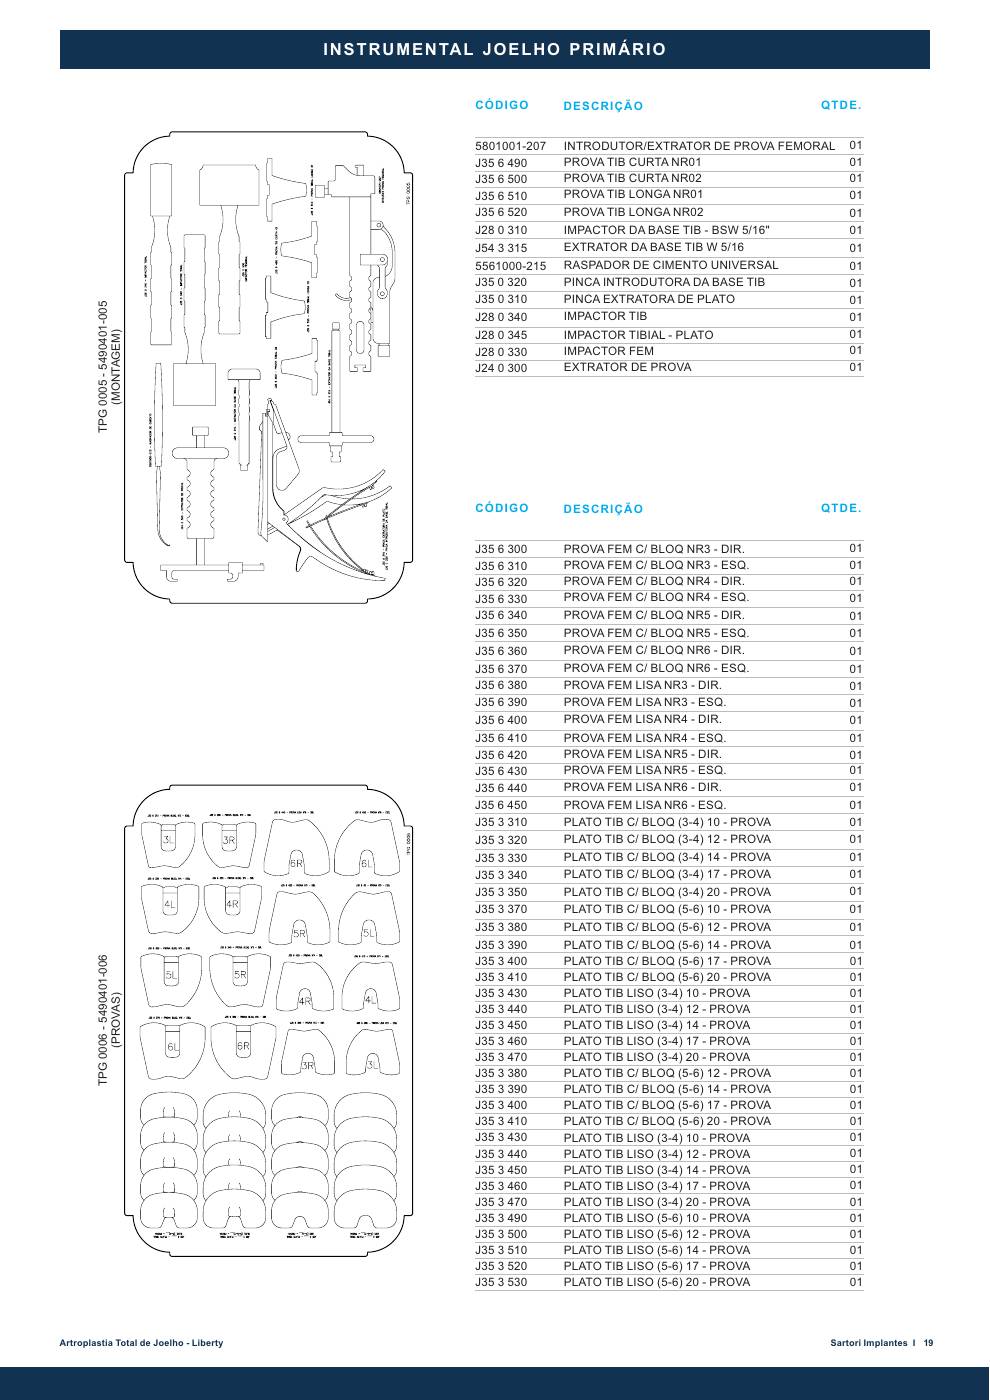 INSTRUMENTAL JOELHO PRIMÁRIO
TPG 0005 - 5490401-005
(MONTAGEM)
TPG 0005
CÓDIGO DESCRIÇÃO QTDE.
5801001-207 INTRODUTOR/EXTRATOR DE PROVA FEMORAL 01
J35 6 490 PROVA TIB CURTA NR01 01
J35 6 500 PROVA TIB CURTA NR02 01
J35 6 510 PROVA TIB LONGA NR01 01
J35 6 520 PROVA TIB LONGA NR02 01
J28 0 310 IMPACTOR DA BASE TIB - BSW 5/16" 01
J54 3 315 EXTRATOR DA BASE TIB W 5/16 01
5561000-215 RASPADOR DE CIMENTO UNIVERSAL 01
J35 0 320 PINCA INTRODUTORA DA BASE TIB 01
J35 0 310 PINCA EXTRATORA DE PLATO 01
J28 0 340 IMPACTOR TIB 01
J28 0 345 IMPACTOR TIBIAL - PLATO 01
J28 0 330 IMPACTOR FEM 01
J24 0 300 EXTRATOR DE PROVA 01
TPG 0006 - 5490401-006
(PROVAS)
3L 3R 6R 6L
4L 4R 5R 5L
5L 5R 4R 4L
6L 6R 3R 3L
CÓDIGO DESCRIÇÃO QTDE.
J35 6 300 PROVA FEM C/ BLOQ NR3 - DIR. 01
J35 6 310 PROVA FEM C/ BLOQ NR3 - ESQ. 01
J35 6 320 PROVA FEM C/ BLOQ NR4 - DIR. 01
J35 6 330 PROVA FEM C/ BLOQ NR4 - ESQ. 01
J35 6 340 PROVA FEM C/ BLOQ NR5 - DIR. 01
J35 6 350 PROVA FEM C/ BLOQ NR5 - ESQ. 01
J35 6 360 PROVA FEM C/ BLOQ NR6 - DIR. 01
J35 6 370 PROVA FEM C/ BLOQ NR6 - ESQ. 01
J35 6 380 PROVA FEM LISA NR3 - DIR. 01
J35 6 390 PROVA FEM LISA NR3 - ESQ. 01
J35 6 400 PROVA FEM LISA NR4 - DIR. 01
J35 6 410 PROVA FEM LISA NR4 - ESQ. 01
J35 6 420 PROVA FEM LISA NR5 - DIR. 01
J35 6 430 PROVA FEM LISA NR5 - ESQ. 01
J35 6 440 PROVA FEM LISA NR6 - DIR. 01
J35 6 450 PROVA FEM LISA NR6 - ESQ. 01
J35 3 310 PLATO TIB C/ BLOQ (3-4) 10 - PROVA 01
J35 3 320 PLATO TIB C/ BLOQ (3-4) 12 - PROVA 01
J35 3 330 PLATO TIB C/ BLOQ (3-4) 14 - PROVA 01
J35 3 340 PLATO TIB C/ BLOQ (3-4) 17 - PROVA 01
J35 3 350 PLATO TIB C/ BLOQ (3-4) 20 - PROVA 01
J35 3 370 PLATO TIB C/ BLOQ (5-6) 10 - PROVA 01
J35 3 380 PLATO TIB C/ BLOQ (5-6) 12 - PROVA 01
J35 3 390 PLATO TIB C/ BLOQ (5-6) 14 - PROVA 01
J35 3 400 PLATO TIB C/ BLOQ (5-6) 17 - PROVA 01
J35 3 410 PLATO TIB C/ BLOQ (5-6) 20 - PROVA 01
J35 3 430 PLATO TIB LISO (3-4) 10 - PROVA 01
J35 3 440 PLATO TIB LISO (3-4) 12 - PROVA 01
J35 3 450 PLATO TIB LISO (3-4) 14 - PROVA 01
J35 3 460 PLATO TIB LISO (3-4) 17 - PROVA 01
J35 3 470 PLATO TIB LISO (3-4) 20 - PROVA 01
J35 3 380 PLATO TIB C/ BLOQ (5-6) 12 - PROVA 01
J35 3 390 PLATO TIB C/ BLOQ (5-6) 14 - PROVA 01
J35 3 400 PLATO TIB C/ BLOQ (5-6) 17 - PROVA 01
J35 3 410 PLATO TIB C/ BLOQ (5-6) 20 - PROVA 01
J35 3 430 PLATO TIB LISO (3-4) 10 - PROVA 01
J35 3 440 PLATO TIB LISO (3-4) 12 - PROVA 01
J35 3 450 PLATO TIB LISO (3-4) 14 - PROVA 01
J35 3 460 PLATO TIB LISO (3-4) 17 - PROVA 01
J35 3 470 PLATO TIB LISO (3-4) 20 - PROVA 01
J35 3 490 PLATO TIB LISO (5-6) 10 - PROVA 01
J35 3 500 PLATO TIB LISO (5-6) 12 - PROVA 01
J35 3 510 PLATO TIB LISO (5-6) 14 - PROVA 01
J35 3 520 PLATO TIB LISO (5-6) 17 - PROVA 01
J35 3 530 PLATO TIB LISO (5-6) 20 - PROVA 01
Artroplastia Total de Joelho - Liberty
Sartori Implantes I 19